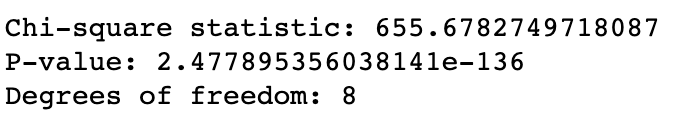 Chi-square statistic: 655.6782749718087
P-value: 2.477895356038141e-136
Degrees of freedom: 8